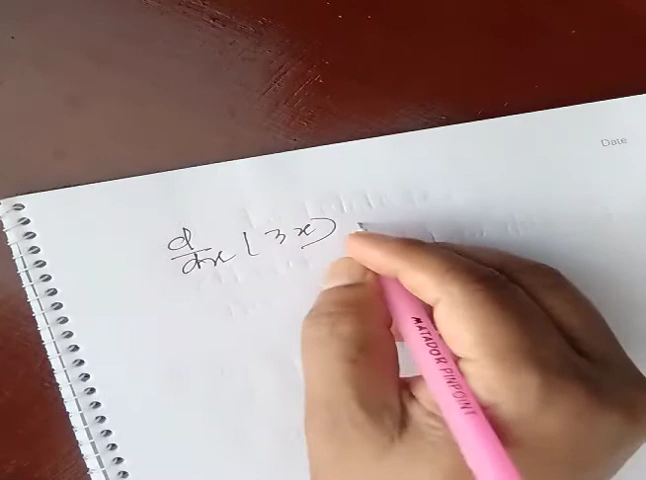 Date
d/dx (3x)
MATADOR PINPOINT